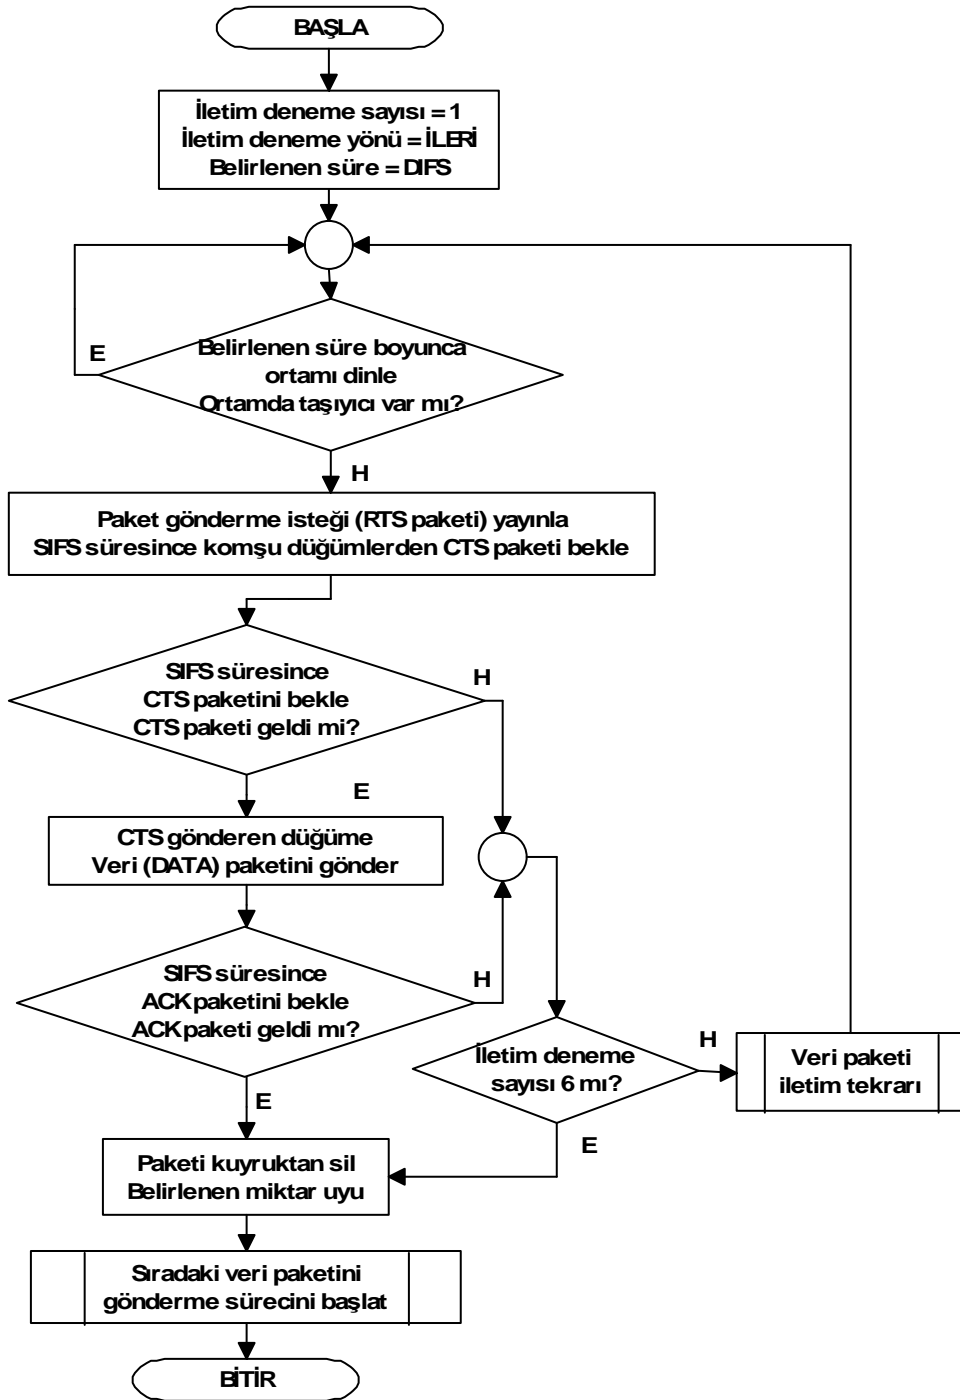 BAŞLA
İletim deneme sayısı = 1
İletim deneme yönü = İLERİ
Belirlenen süre = DIFS
E
Belirlenen süre boyunca
ortamı dinle
Ortamda taşıyıcı var mı?
H
Paket gönderme isteği (RTS paketi) yayınla
SIFS süresince komşu düğümlerden CTS paketi bekle
SIFS süresince
CTS paketini bekle
CTS paketi geldi mi?
H
E
CTS gönderen düğüme
Veri (DATA) paketini gönder
SIFS süresince
ACK paketini bekle
ACK paketi geldi mı?
H
E
İletim deneme
sayısı 6 mı?
H
Veri paketi
iletim tekrarı
E
Paketi kuyruktan sil
Belirlenen miktar uyu
Sıradaki veri paketini
gönderme sürecini başlat
BİTİR